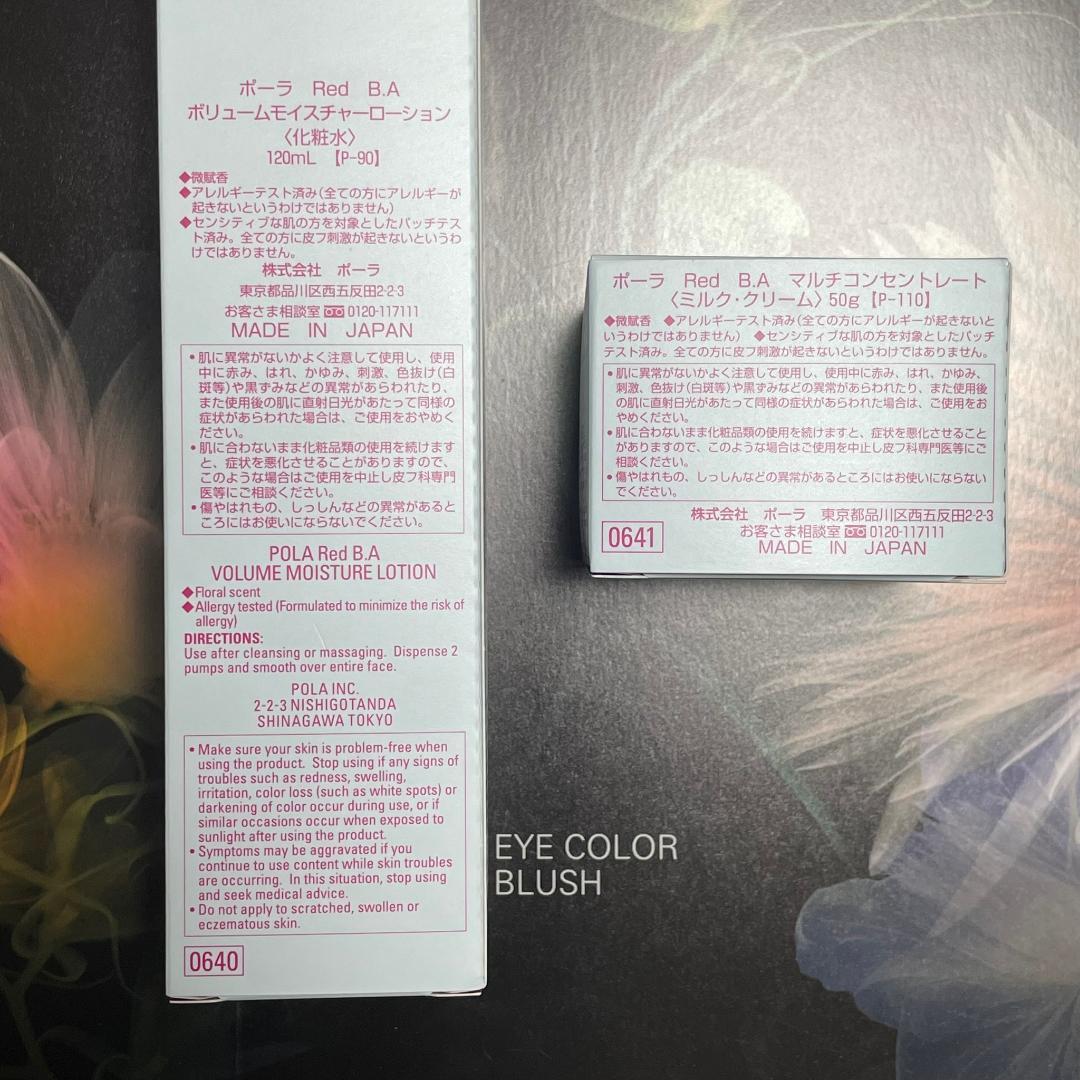 ポーラ Red B.A
ボリュームモイスチャーローション
〈化粧水〉
120mL 【P-90】
◆微賦香
◆アレルギーテスト済み(全ての方にアレルギーが
起きないというわけではありません)
◆センシティブな肌の方を対象としたパッチテス
ト済み。全ての方に皮フ刺激が起きないというわ
けではありません。
株式会社 ポーラ
東京都品川区西五反田2-2-3
お客さま相談室 0120-117111
MADE IN JAPAN
•肌に異常がないかよく注意して使用し、使用
中に赤み、はれ、かゆみ、刺激、色抜け(白
斑等)や黒ずみなどの異常があらわれたり、
また使用後の肌に直射日光があたって同様の
症状があらわれた場合は、ご使用をおやめく
ださい。
•肌に合わないまま化粧品類の使用を続けます
と、症状を悪化させることがありますので、
このような場合はご使用を中止し皮フ科専門
医等にご相談ください。
•傷やはれもの、しっしんなどの異常があると
ころにはお使いにならないでください。
POLA Red B.A
VOLUME MOISTURE LOTION
◆Floral scent
◆Allergy tested (Formulated to minimize the risk of
allergy)
DIRECTIONS:
Use after cleansing or massaging. Dispense 2
pumps and smooth over entire face.
POLA INC.
2-2-3 NISHIGOTANDA
SHINAGAWA TOKYO
•Make sure your skin is problem-free when
using the product. Stop using if any signs of
troubles such as redness, swelling,
irritation, color loss (such as white spots) or
darkening of color occur during use, or if
similar occasions occur when exposed to
sunlight after using the product.
•Symptoms may be aggravated if you
continue to use content while skin troubles
are occurring. In this situation, stop using
and seek medical advice.
•Do not apply to scratched, swollen or
eczematous skin.
0640
ポーラ Red B.A マルチコンセントレート
〈ミルク・クリーム〉50g【P-110】
◆微賦香 ◆アレルギーテスト済み(全ての方にアレルギーが起きないと
いうわけではありません) ◆センシティブな肌の方を対象としたパッチ
テスト済み。全ての方に皮フ刺激が起きないというわけではありません。
•肌に異常がないかよく注意して使用し、使用中に赤み、はれ、かゆみ、
刺激、色抜け(白斑等)や黒ずみなどの異常があらわれたり、また使用後
の肌に直射日光があたって同様の症状があらわれた場合は、ご使用をお
やめください。
•肌に合わないまま化粧品類の使用を続けますと、症状を悪化させること
がありますので、このような場合はご使用を中止し皮フ科専門医等にご
相談ください。
•傷やはれもの、しっしんなどの異常があるところにはお使いにならない
でください。
株式会社 ポーラ 東京都品川区西五反田2-2-3
お客さま相談室 0120-117111
0641
MADE IN JAPAN
EYE COLOR
BLUSH